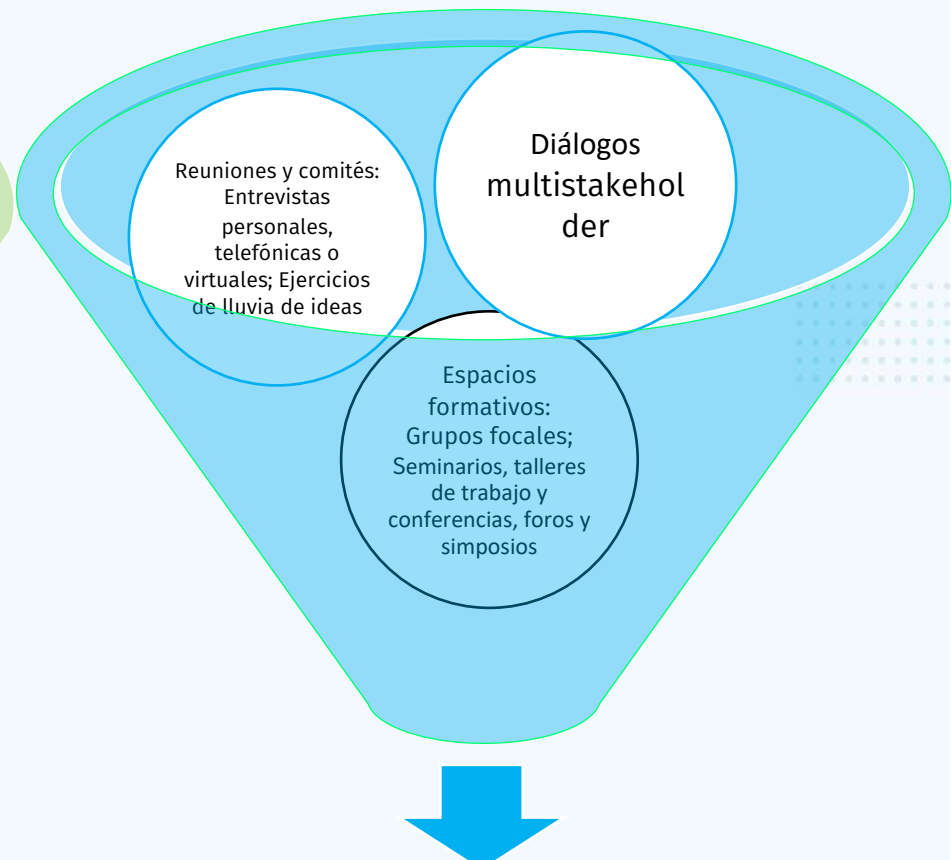 Reuniones y comités:
Entrevistas
personales,
telefónicas o
virtuales; Ejercicios
de lluvia de ideas
Diálogos
multistakehol
der
Espacios
formativos:
Grupos focales;
Seminarios, talleres
de trabajo y
conferencias, foros y
simposios